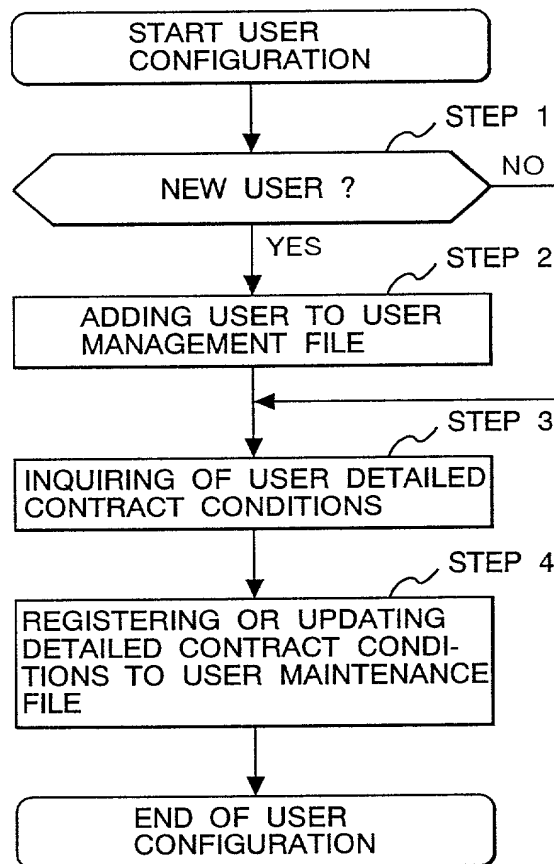 START USER
CONFIGURATION
STEP 1
NEW USER ?
NO
YES
STEP 2
ADDING USER TO USER
MANAGEMENT FILE
STEP 3
INQUIRING OF USER DETAILED
CONTRACT CONDITIONS
STEP 4
REGISTERING OR UPDATING
DETAILED CONTRACT CONDI-
TIONS TO USER MAINTENANCE
FILE
END OF USER
CONFIGURATION